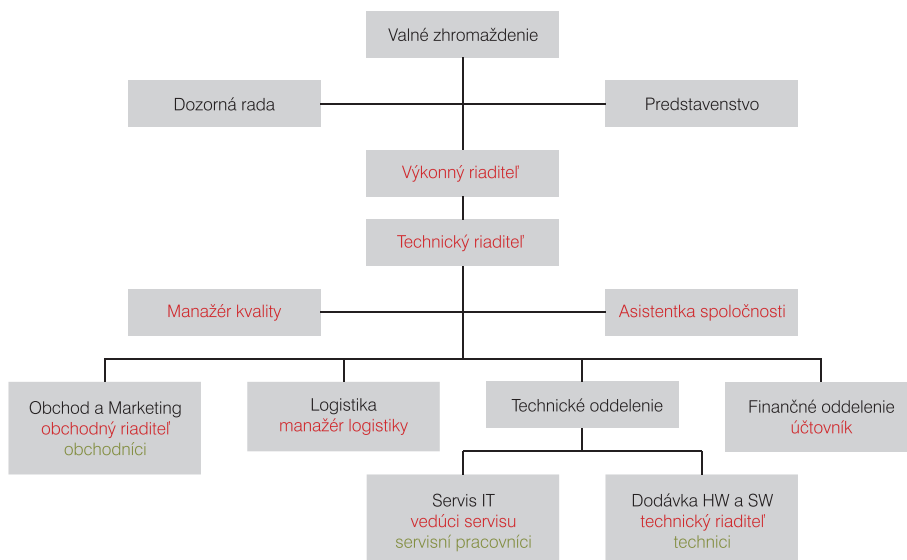 Valné zhromaždenie
Dozorná rada
Predstavenstvo
Výkonný riaditeľ
Technický riaditeľ
Manažér kvality
Asistentka spoločnosti
Obchod a Marketing
obchodný riaditeľ
obchodníci
Logistika
manažér logistiky
Technické oddelenie
Finančné oddelenie
účtovník
Servis IT
vedúci servisu
servisní pracovníci
Dodávka HW a SW
technický riaditeľ
technici